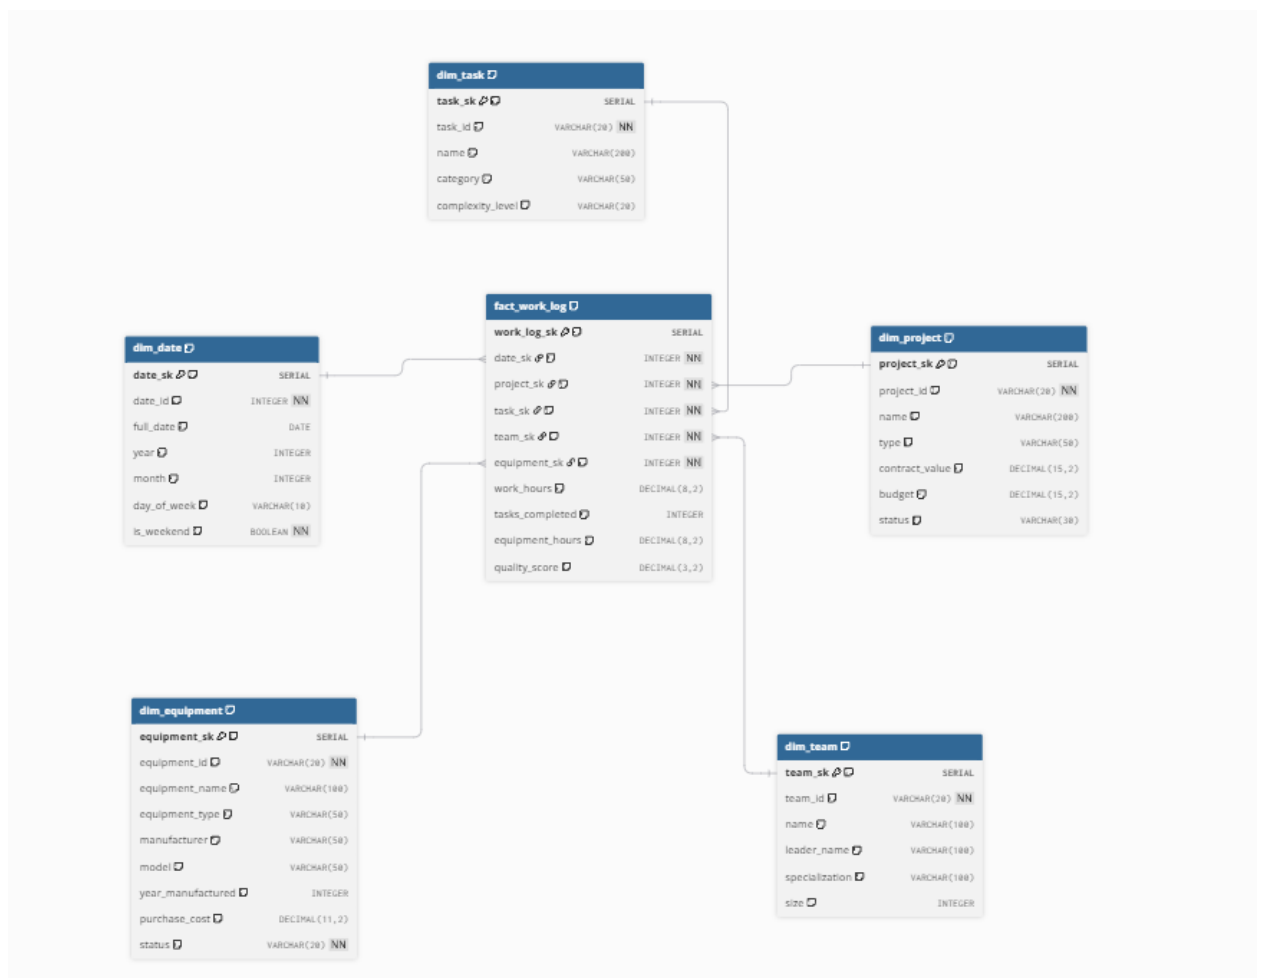 dim_task
task_sk SERIAL
task_id VARCHAR(20) NN
name VARCHAR(200)
category VARCHAR(50)
complexity_level VARCHAR(20)
fact_work_log
work_log_sk SERIAL
date_sk INTEGER NN
project_sk INTEGER NN
task_sk INTEGER NN
team_sk INTEGER NN
equipment_sk INTEGER NN
work_hours DECIMAL(8,2)
tasks_completed INTEGER
equipment_hours DECIMAL(8,2)
quality_score DECIMAL(3,2)
dim_date
date_sk SERIAL
date_id INTEGER NN
full_date DATE
year INTEGER
month INTEGER
day_of_week VARCHAR(10)
is_weekend BOOLEAN NN
dim_project
project_sk SERIAL
project_id VARCHAR(20) NN
name VARCHAR(200)
type VARCHAR(50)
contract_value DECIMAL(15,2)
budget DECIMAL(15,2)
status VARCHAR(30)
dim_equipment
equipment_sk SERIAL
equipment_id VARCHAR(20) NN
equipment_name VARCHAR(100)
equipment_type VARCHAR(50)
manufacturer VARCHAR(50)
model VARCHAR(50)
year_manufactured INTEGER
purchase_cost DECIMAL(11,2)
status VARCHAR(20) NN
dim_team
team_sk SERIAL
team_id VARCHAR(20) NN
name VARCHAR(100)
leader_name VARCHAR(100)
specialization VARCHAR(100)
size INTEGER